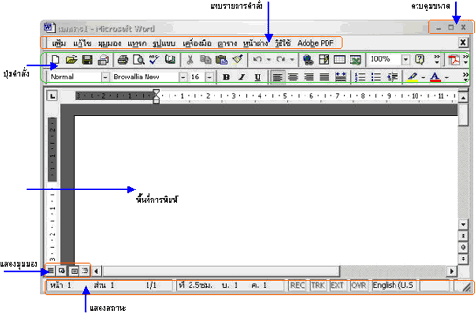 แถบรายการคำสั่ง
ควบคุมขนาด
เอกสาร1 - Microsoft Word
แฟ้ม แก้ไข มุมมอง แทรก รูปแบบ เครื่องมือ ตาราง หน้าต่าง วิธีใช้ Adobe PDF
ปุ่มคำสั่ง
100%
Normal Browallia New 16 B I U
พื้นที่การพิมพ์
แสดงมุมมอง
หน้า 1 ส่วน 1 1/1 ที่ 2.5ซม. บ. 1 ค. 1 REC TRK EXT OVR English (U.S
แสดงสถานะ